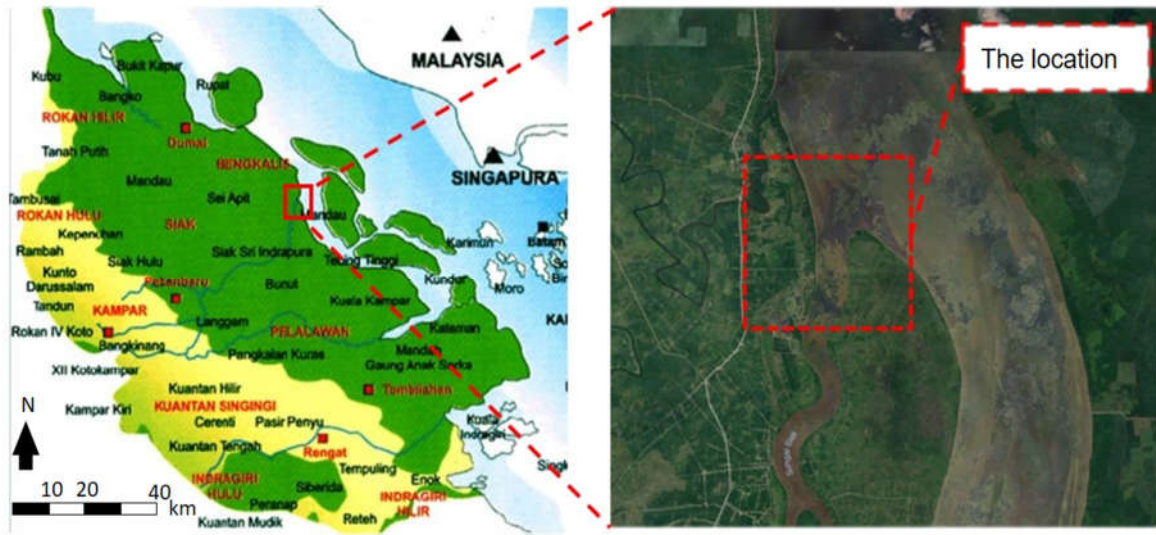 MALAYSIA
SINGAPURA
Kubu
Bukit Kapur
Bangko
Rupat
ROKAN HILIR
Dumai
Tanah Putih
BENGKALIS
Mandau
Sei Apit
Mandau
Tambusai
ROKAN HULU
SIAK
Kepenuhan
Rambah
Siak Hulu
Siak Sri Indrapura
Tebing Tinggi
Karimun
Batam
Kunto
Darussalam
Pekanbaru
Bunut
Kundur
Moro
Tandun
KAMPAR
Kuala Kampar
Rokan IV Koto
Langgam
PELALAWAN
Kateman
Bangkinang
Pangkalan Kuras
Mandah
Gaung Anak Serka
XII Kotokampar
Tembilahan
Kuantan Hilir
Kampar Kiri
KUANTAN SINGINGI
Cerenti
Pasir Penyu
Kuala
Indragiri
Kuantan Tengah
Rengat
Tempuling
INDRAGIRI
HULU
Siberida
Enok
Peranap
INDRAGIRI
HILIR
Kuantan Mudik
Reteh
N
10 20 40
km
The location